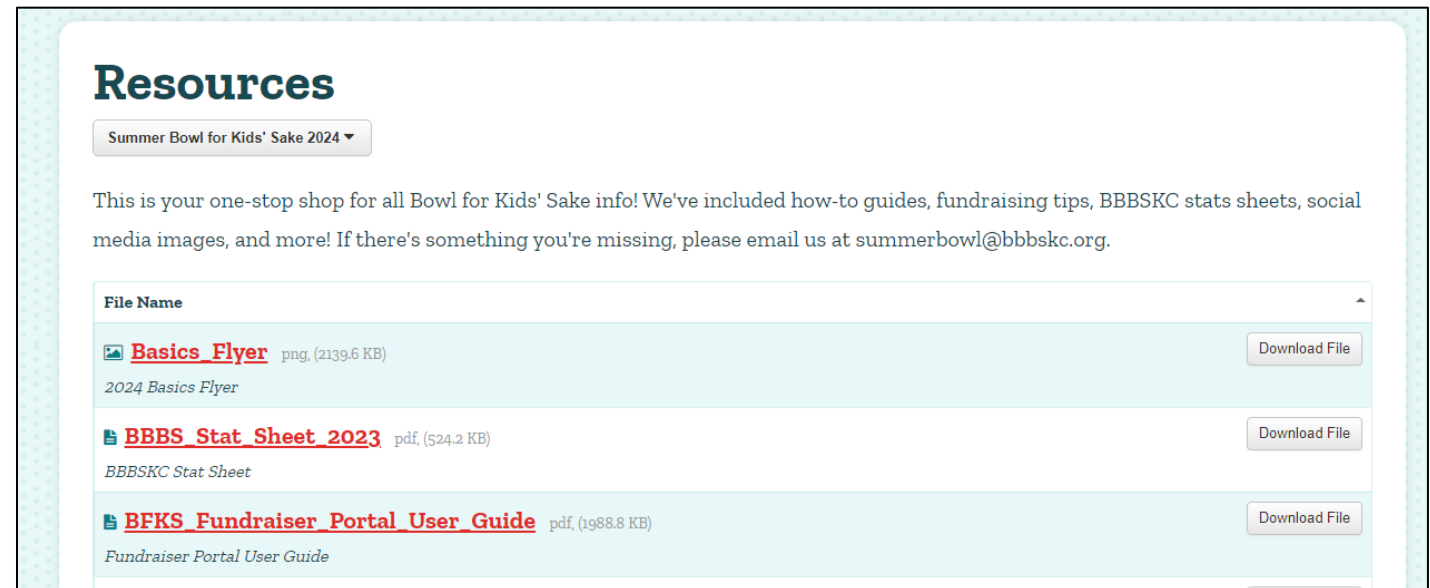 Resources
Summer Bowl for Kids' Sake 2024
This is your one-stop shop for all Bowl for Kids' Sake info! We've included how-to guides, fundraising tips, BBBSKC stats sheets, social
media images, and more! If there's something you're missing, please email us at summerbowl@bbbskc.org.
File Name
Basics_Flyer png, (2139.6 KB) Download File
2024 Basics Flyer
BBBS_Stat_Sheet_2023 pdf, (524.2 KB) Download File
BBBSKC Stat Sheet
BFKS_Fundraiser_Portal_User_Guide pdf, (1988.8 KB) Download File
Fundraiser Portal User Guide